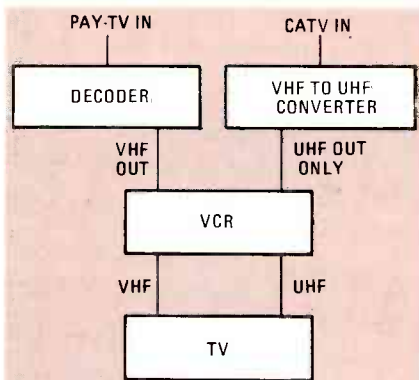 PAY-TV IN
CATV IN
DECODER
VHF TO UHF
CONVERTER
VHF
OUT
UHF OUT
ONLY
VCR
VHF
UHF
TV